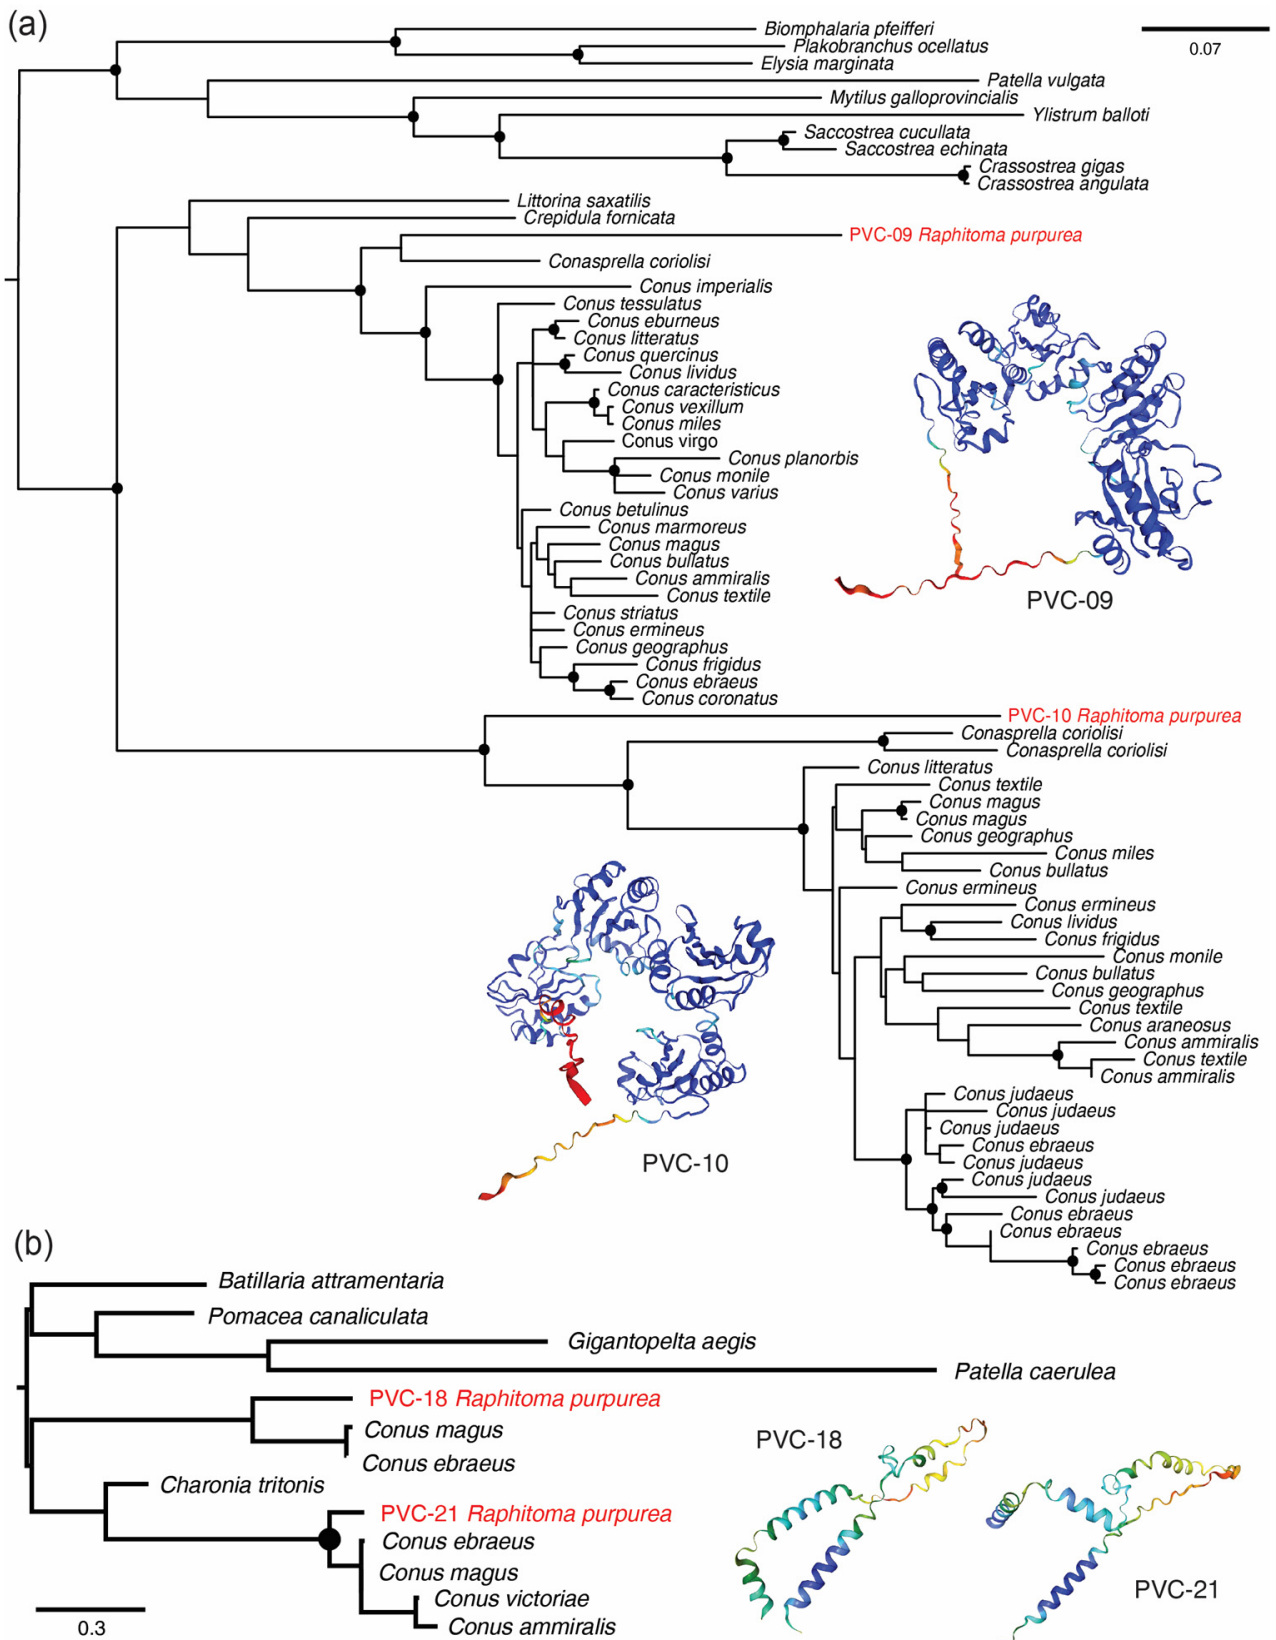 (a)
Biomphalaria pfeifferi
Plakobranchus ocellatus
Elysia marginata
0.07
Patella vulgata
Mytilus galloprovincialis
Ylistrum balloti
Saccostrea cucullata
Saccostrea echinata
Crassostrea gigas
Crassostrea angulata
Littorina saxatilis
Crepidula fornicata
PVC-09 Raphitoma purpurea
Conasprella coriolisi
Conus imperialis
Conus tessulatus
Conus eburneus
Conus litteratus
Conus quercinus
Conus lividus
Conus caracteristicus
Conus vexillum
Conus miles
Conus virgo
Conus planorbis
Conus monile
Conus varius
Conus betulinus
Conus marmoreus
Conus magus
Conus bullatus
Conus ammiralis
Conus textile
Conus striatus
Conus ermineus
Conus geographus
Conus frigidus
Conus ebraeus
Conus coronatus
PVC-09
PVC-10 Raphitoma purpurea
Conasprella coriolisi
Conasprella coriolisi
Conus litteratus
Conus textile
Conus magus
Conus magus
Conus geographus
Conus miles
Conus bullatus
Conus ermineus
Conus ermineus
Conus lividus
Conus frigidus
Conus monile
Conus bullatus
Conus geographus
Conus textile
Conus araneosus
Conus ammiralis
Conus textile
Conus ammiralis
Conus judaeus
Conus judaeus
Conus judaeus
Conus ebraeus
Conus judaeus
Conus judaeus
Conus judaeus
Conus ebraeus
Conus ebraeus
Conus ebraeus
Conus ebraeus
Conus ebraeus
PVC-10
(b)
Batillaria attramentaria
Pomacea canaliculata
Gigantopelta aegis
Patella caerulea
PVC-18 Raphitoma purpurea
Conus magus
Conus ebraeus
Charonia tritonis
PVC-21 Raphitoma purpurea
Conus ebraeus
Conus magus
Conus victoriae
Conus ammiralis
0.3
PVC-18
PVC-21